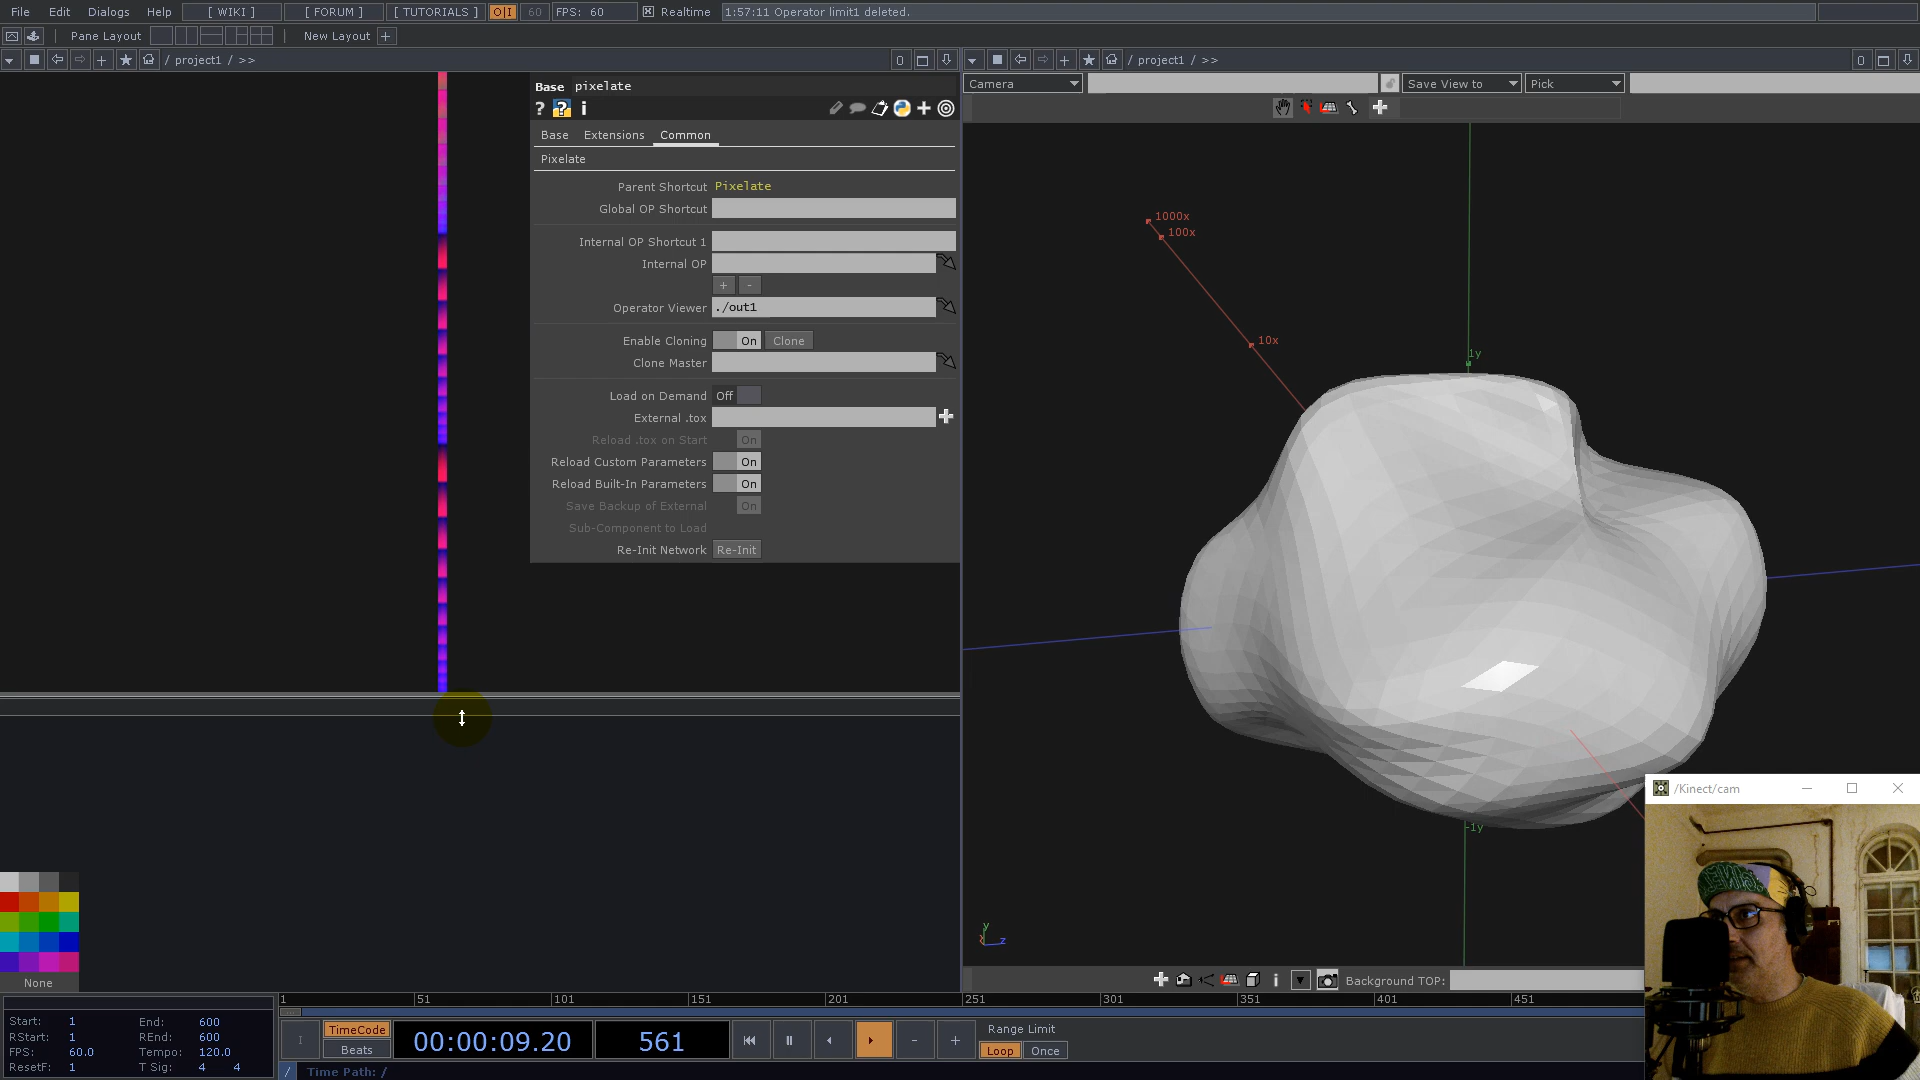 File Edit Dialogs Help [ WIKI ] [ FORUM ] [ TUTORIALS ] O|I 60 FPS: 60 Realtime 1:57:11 Operator limit1 deleted.
Pane Layout New Layout +
/ project1 / >> 0
/ project1 / >> 0
Camera Save View to Pick
Base pixelate
? ? i
Base Extensions Common
Pixelate
Parent Shortcut Pixelate
Global OP Shortcut
Internal OP Shortcut 1
Internal OP
+ -
Operator Viewer ./out1
Enable Cloning On Clone
Clone Master
Load on Demand Off
External .tox
Reload .tox on Start On
Reload Custom Parameters On
Reload Built-In Parameters On
Save Backup of External On
Sub-Component to Load
Re-Init Network Re-Init
1000x
100x
10x
1y
-1y
y
x z
/Kinect/cam
None
Background TOP:
1 51 101 151 201 251 301 351 401 451
Start: 1 End: 600
RStart: 1 REnd: 600
FPS: 60.0 Tempo: 120.0
ResetF: 1 T Sig: 4 4
TimeCode
Beats
00:00:09.20
561
Range Limit
Loop Once
/ Time Path: /